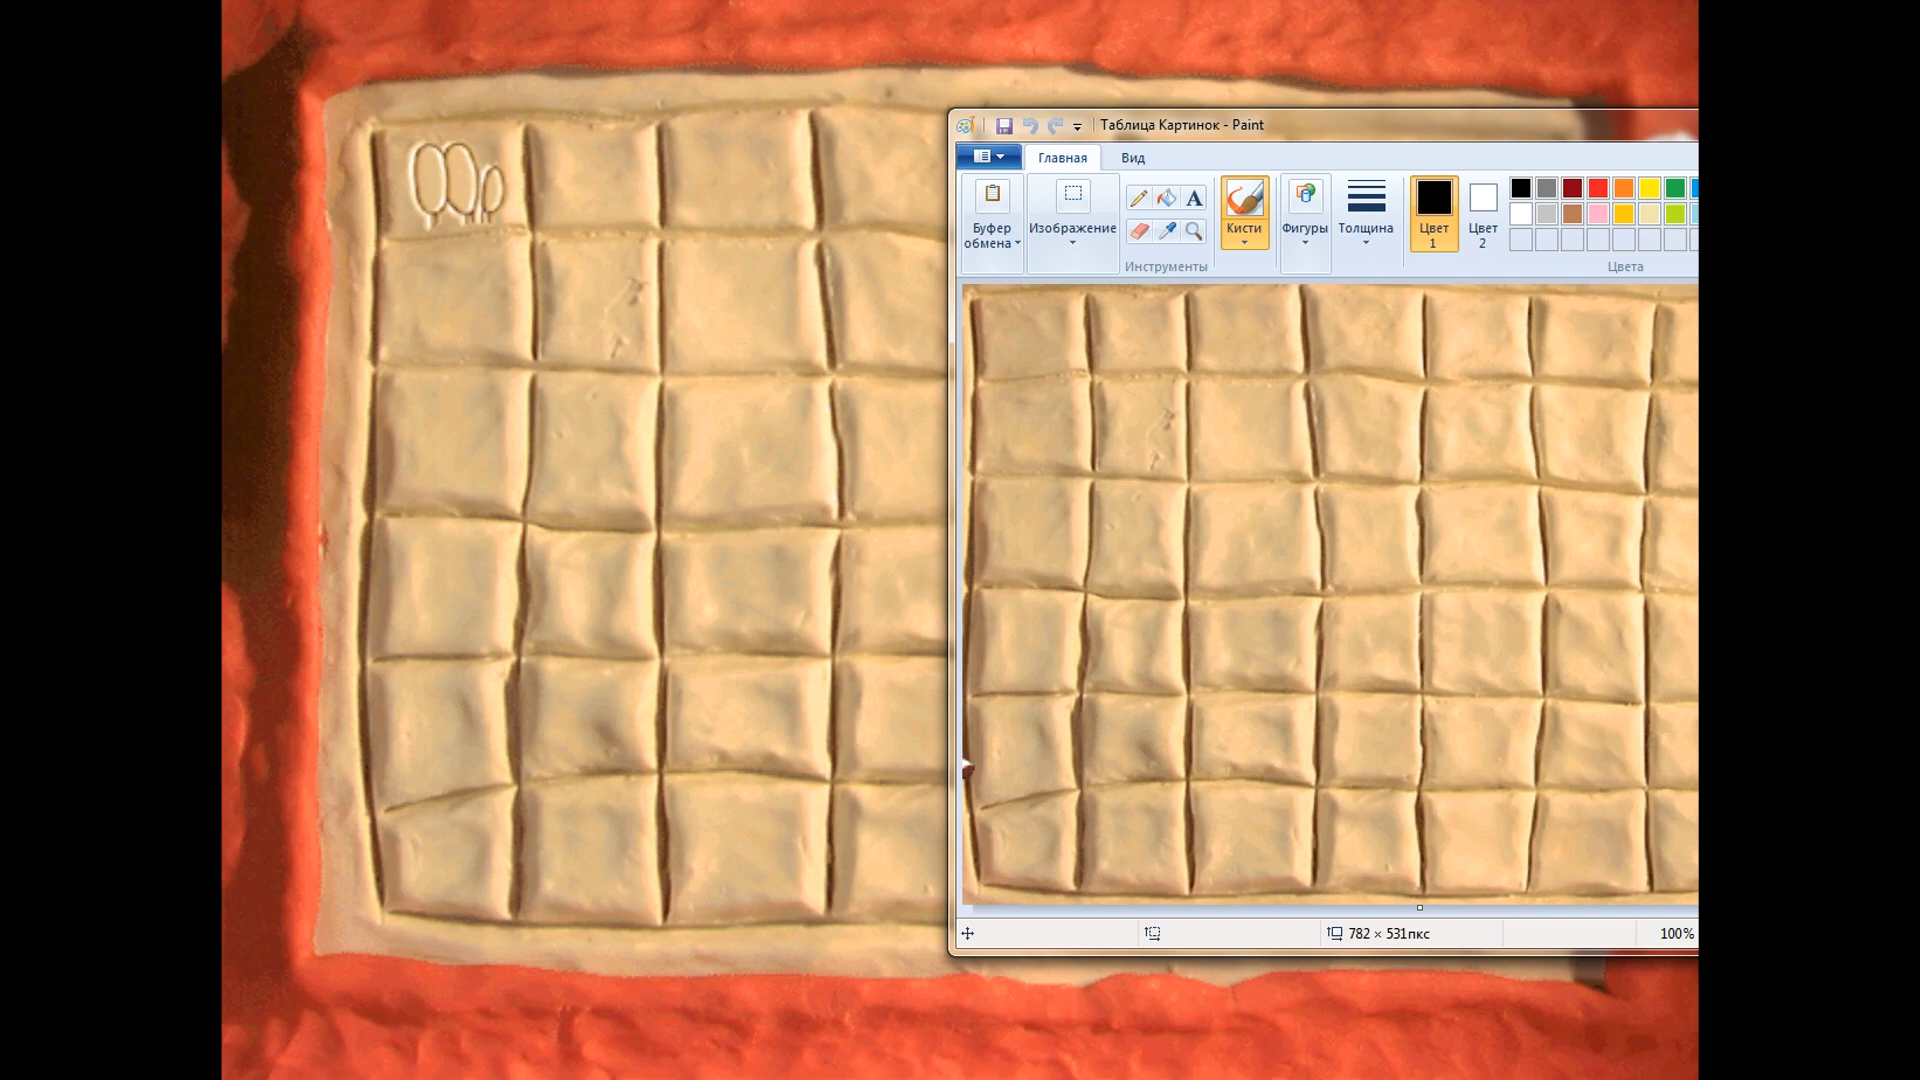 Таблица Картинок - Paint
Главная Вид
Буфер обмена
Изображение
Инструменты
Кисти
Фигуры
Толщина
Цвет 1
Цвет 2
Цвета
782 × 531пкс
100%